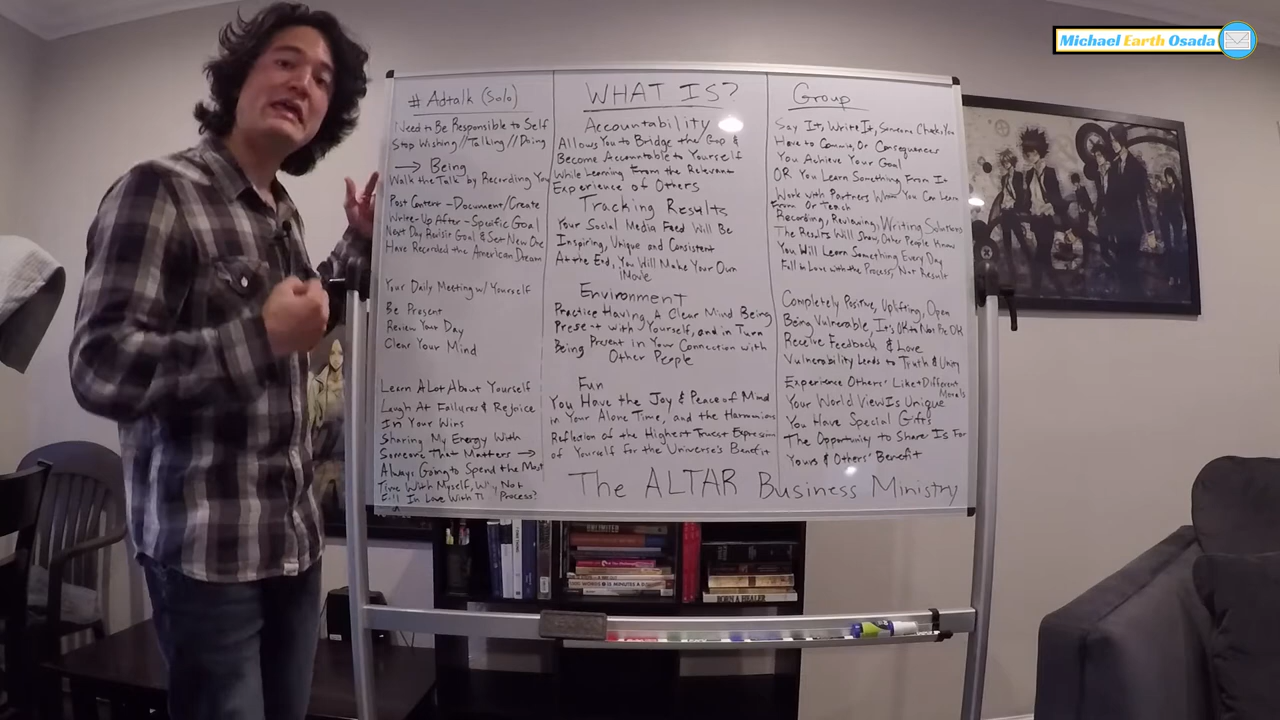 Michael Earth Osada
# Adtalk (Solo)
I Need to Be Responsible to Self
Stop Wishing//Talking//Doing
→ Being
Walk the Talk by Recording You
Post Content - Document/Create
Write-Up After - Specific Goal
Next Day Revisit Goal & Set New One
Have Recorded the American Dream
Your Daily Meeting w/ Yourself
Be Present
Review Your Day
Clear Your Mind
Learn A Lot About Yourself
Laugh At Failures & Rejoice
In Your Wins
Sharing My Energy With
Someone That Matters →
Always Going to Spend the Most
Time With Myself, Why Not
Fall In Love With Process?
WHAT IS?
Accountability
Allows You to Bridge the Gap &
Become Accountable to Yourself
While Learning From the Relevant
Experience of Others
Tracking Results
Your Social Media Feed Will Be
Inspiring, Unique and Consistent
At the End, You Will Make Your Own
Movie
Environment
Practice Having A Clear Mind Being
Present with Yourself, and in Turn
Being Present in Your Connection with
Other People
Fun
You Have the Joy & Peace of Mind
in Your Alone Time, and the Harmonious
Reflection of the Highest Truest Expression
of Yourself for the Universe's Benefit
Group
Say It, Write It, Someone Checks You
Have to Commit, Or Consequences
You Achieve Your Goal
OR You Learn Something From It
Work with Partners Whom You Can Learn
From Or Teach
Recording, Reviewing, Writing Solutions
The Results Will Show, Other People Know
You Will Learn Something Every Day
Fall In Love with the Process, Not Result
Completely Positive, Uplifting, Open
Being Vulnerable, It's OK to Not Be OK
Receive Feedback & Love
Vulnerability Leads to Truth & Unity
Experience Others' Like & Different
Morals
Your World View Is Unique
You Have Special Gifts
The Opportunity to Share Is For
Yours & Others' Benefit
The ALTAR Business Ministry
UNLIMITED
BORN A HEALER